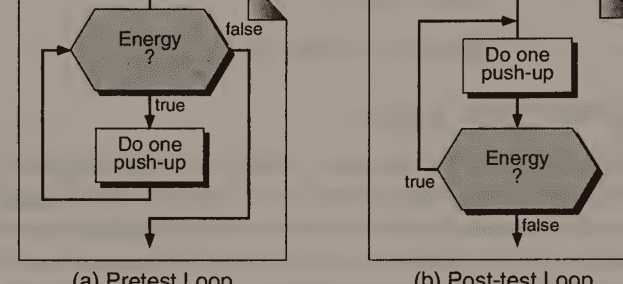 Energy
?
false
true
Do one
push-up
(a) Pretest Loop
Do one
push-up
Energy
?
true
false
(b) Post-test Loop